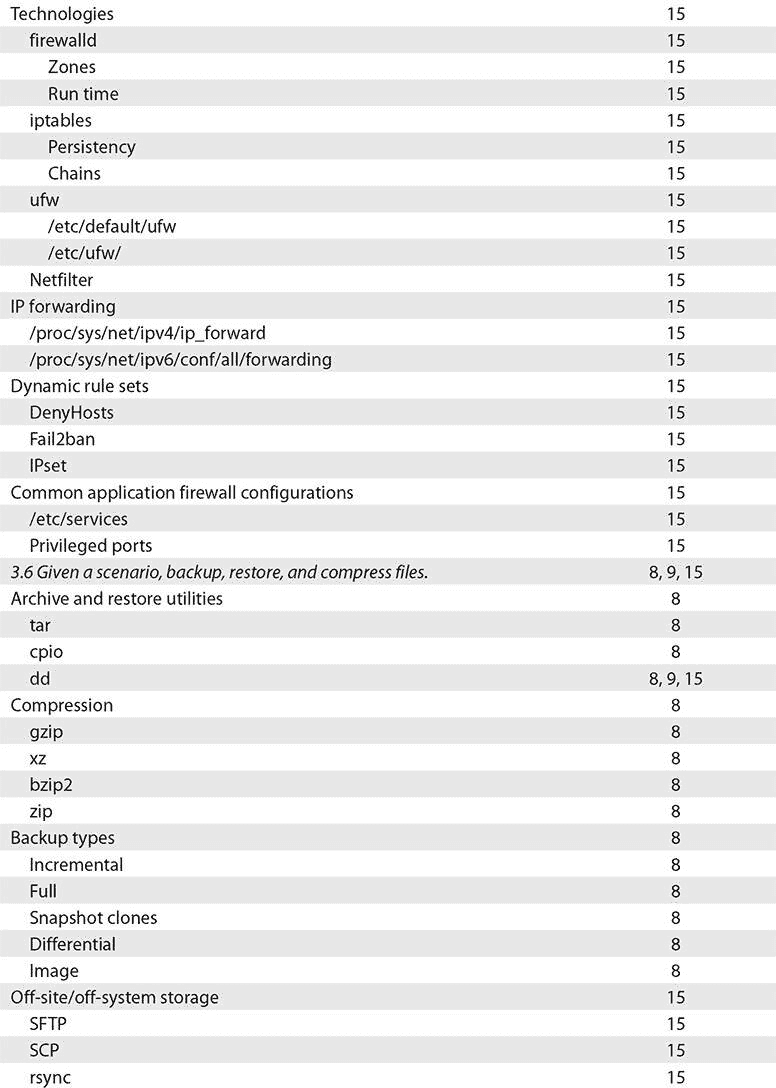 Technologies 15
firewalld 15
Zones 15
Run time 15
iptables 15
Persistency 15
Chains 15
ufw 15
/etc/default/ufw 15
/etc/ufw/ 15
Netfilter 15
IP forwarding 15
/proc/sys/net/ipv4/ip_forward 15
/proc/sys/net/ipv6/conf/all/forwarding 15
Dynamic rule sets 15
DenyHosts 15
Fail2ban 15
IPset 15
Common application firewall configurations 15
/etc/services 15
Privileged ports 15
3.6 Given a scenario, backup, restore, and compress files. 8, 9, 15
Archive and restore utilities 8
tar 8
cpio 8
dd 8, 9, 15
Compression 8
gzip 8
xz 8
bzip2 8
zip 8
Backup types 8
Incremental 8
Full 8
Snapshot clones 8
Differential 8
Image 8
Off-site/off-system storage 15
SFTP 15
SCP 15
rsync 15